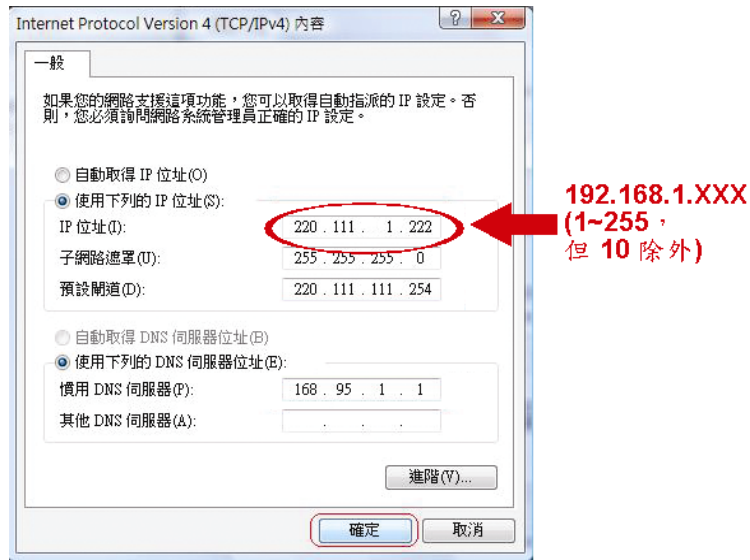 Internet Protocol Version 4 (TCP/IPv4) 內容
一般
如果您的網路支援這項功能，您可以取得自動指派的 IP 設定。否
則，您必須詢問網路系統管理員正確的 IP 設定。
自動取得 IP 位址(O)
使用下列的 IP 位址(S):
IP 位址(I): 220 . 111 . 1 . 222
192.168.1.XXX
(1~255，
但 10 除外)
子網路遮罩(U): 255 . 255 . 255 . 0
預設閘道(D): 220 . 111 . 111 . 254
自動取得 DNS 伺服器位址(B)
使用下列的 DNS 伺服器位址(E):
慣用 DNS 伺服器(P): 168 . 95 . 1 . 1
其他 DNS 伺服器(A): . . .
進階(V)...
確定 取消